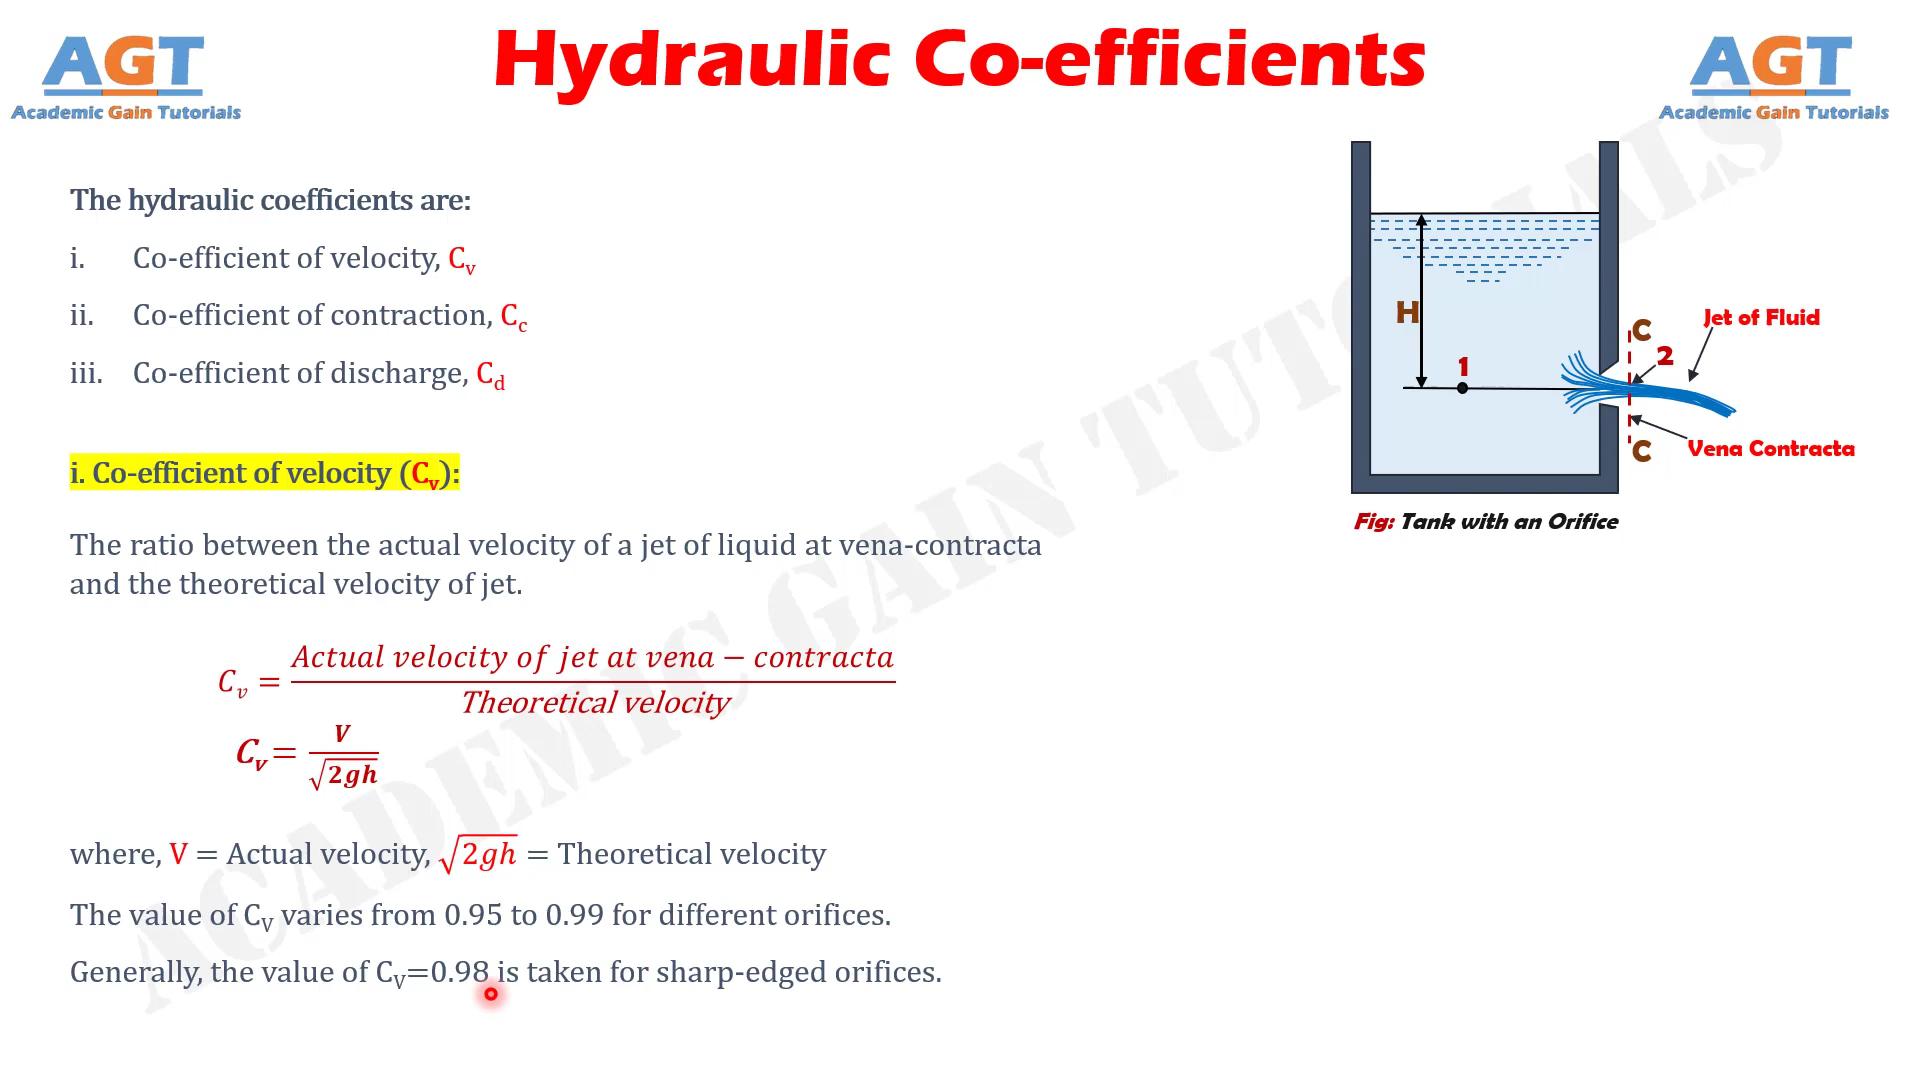 AGT
Academic Gain Tutorials
Hydraulic Co-efficients
AGT
Academic Gain Tutorials
The hydraulic coefficients are:
i. Co-efficient of velocity, Cv
ii. Co-efficient of contraction, Cc
iii. Co-efficient of discharge, Cd
i. Co-efficient of velocity (Cv):
The ratio between the actual velocity of a jet of liquid at vena-contracta
and the theoretical velocity of jet.
Cv = Actual velocity of jet at vena − contracta
Theoretical velocity
Cv = V
√2gh
where, V = Actual velocity, √2gh = Theoretical velocity
The value of CV varies from 0.95 to 0.99 for different orifices.
Generally, the value of CV=0.98 is taken for sharp-edged orifices.
H
1
C
2
Jet of Fluid
C
Vena Contracta
Fig: Tank with an Orifice
ACADEMIC GAIN TUTORIALS